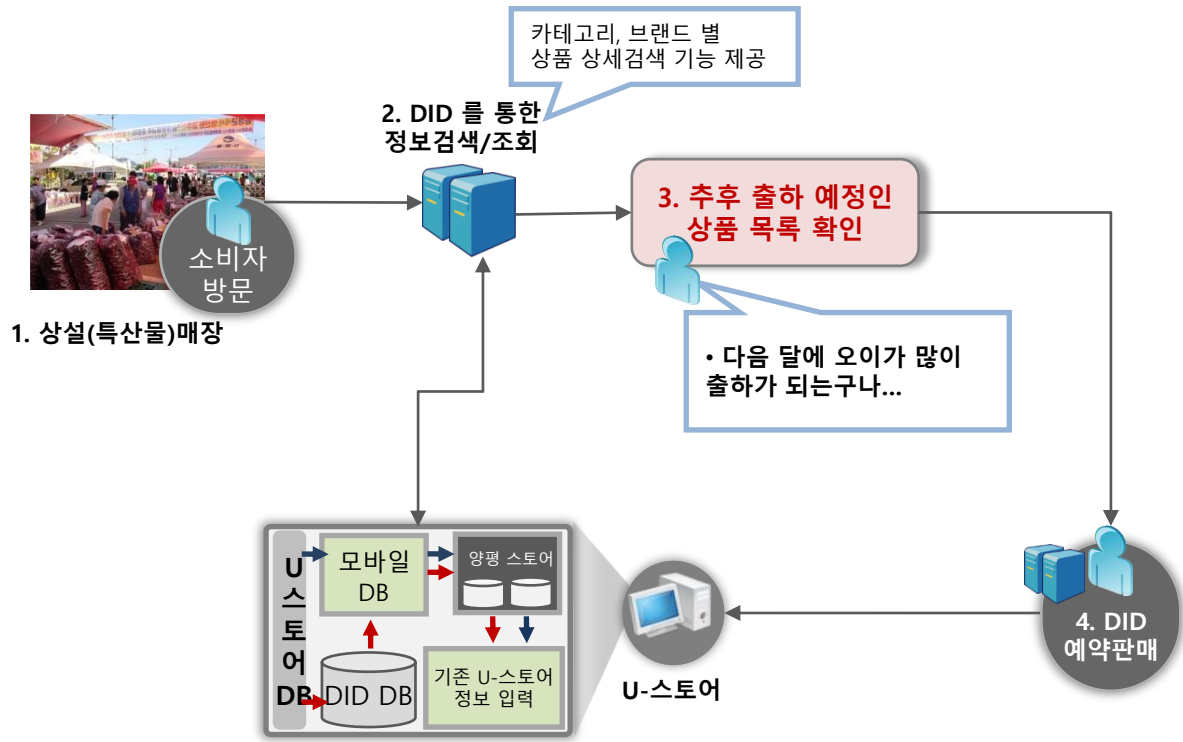 카테고리, 브랜드 별
상품 상세검색 기능 제공
2. DID 를 통한
정보검색/조회
3. 추후 출하 예정인
상품 목록 확인
소비자
방문
1. 상설(특산물)매장
• 다음 달에 오이가 많이
출하가 되는구나...
U
스
토
어
DB
모바일
DB
양평 스토어
DID DB
기존 U-스토어
정보 입력
U-스토어
4. DID
예약판매